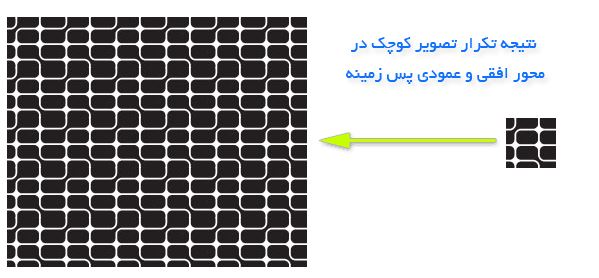 نتیجه تکرار تصویر کوچک در
محور افقی و عمودی پس زمینه